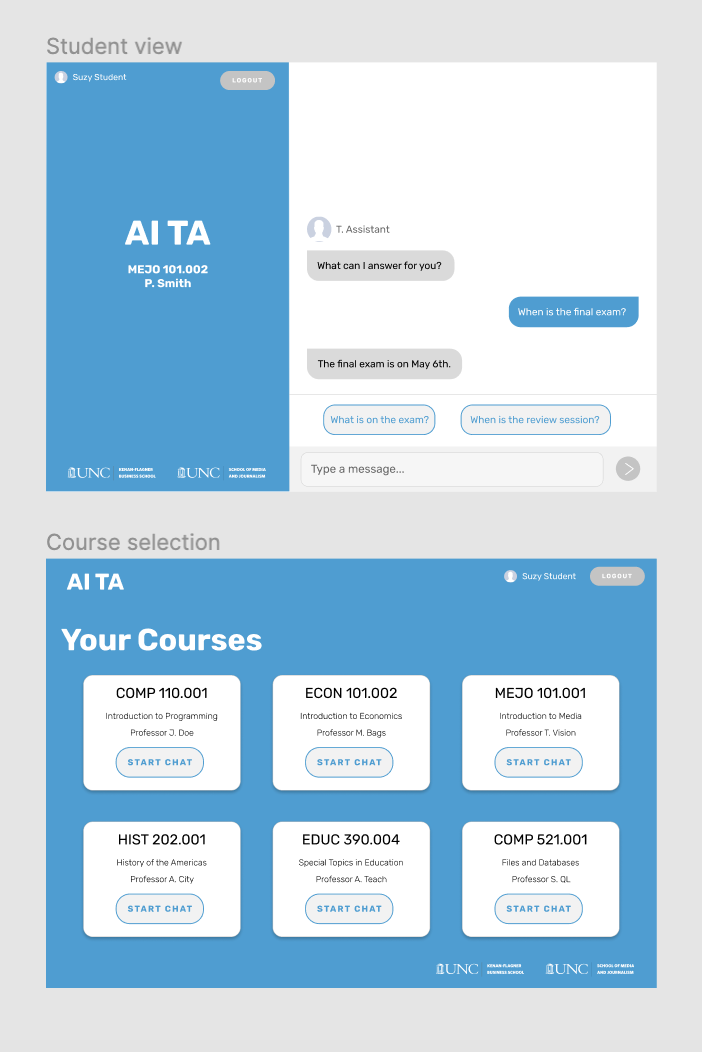 Student view
Suzy Student
LOGOUT
AI TA
MEJO 101.002
P. Smith
UNC KENAN-FLAGLER
BUSINESS SCHOOL
UNC SCHOOL OF MEDIA
AND JOURNALISM
T. Assistant
What can I answer for you?
When is the final exam?
The final exam is on May 6th.
What is on the exam?
When is the review session?
Type a message...
Course selection
AI TA
Suzy Student
LOGOUT
Your Courses
COMP 110.001
Introduction to Programming
Professor J. Doe
START CHAT
ECON 101.002
Introduction to Economics
Professor M. Bags
START CHAT
MEJO 101.001
Introduction to Media
Professor T. Vision
START CHAT
HIST 202.001
History of the Americas
Professor A. City
START CHAT
EDUC 390.004
Special Topics in Education
Professor A. Teach
START CHAT
COMP 521.001
Files and Databases
Professor S. QL
START CHAT
UNC KENAN-FLAGLER
BUSINESS SCHOOL
UNC SCHOOL OF MEDIA
AND JOURNALISM